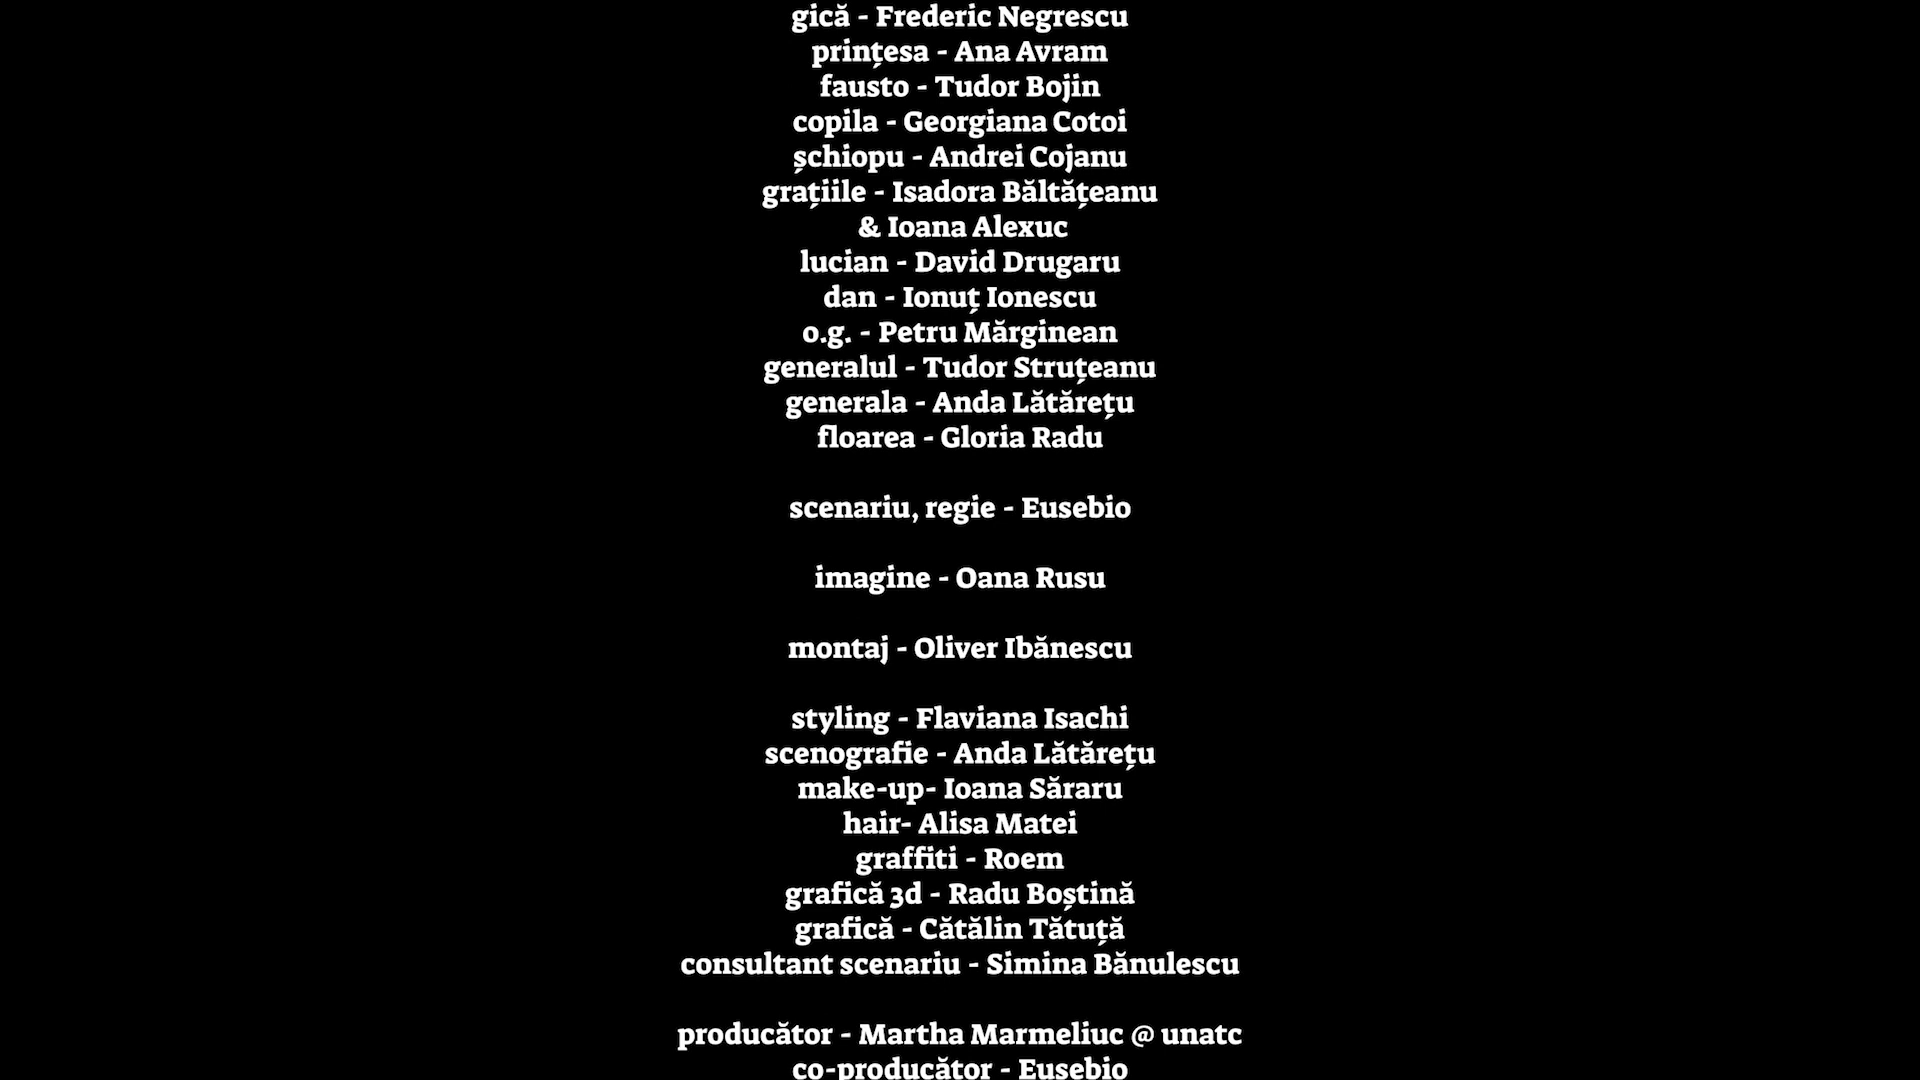 gică - Frederic Negrescu
prințesa - Ana Avram
fausto - Tudor Bojin
copila - Georgiana Cotoi
șchiopu - Andrei Cojanu
grațiile - Isadora Băltățeanu
& Ioana Alexuc
lucian - David Drugaru
dan - Ionuț Ionescu
o.g. - Petru Mărginean
generalul - Tudor Struțeanu
generala - Anda Lătărețu
floarea - Gloria Radu
scenariu, regie - Eusebio
imagine - Oana Rusu
montaj - Oliver Ibănescu
styling - Flaviana Isachi
scenografie - Anda Lătărețu
make-up- Ioana Săraru
hair- Alisa Matei
graffiti - Roem
grafică 3d - Radu Boștină
grafică - Cătălin Tătuță
consultant scenariu - Simina Bănulescu
producător - Martha Marmeliuc @ unatc
co-producător - Eusebio